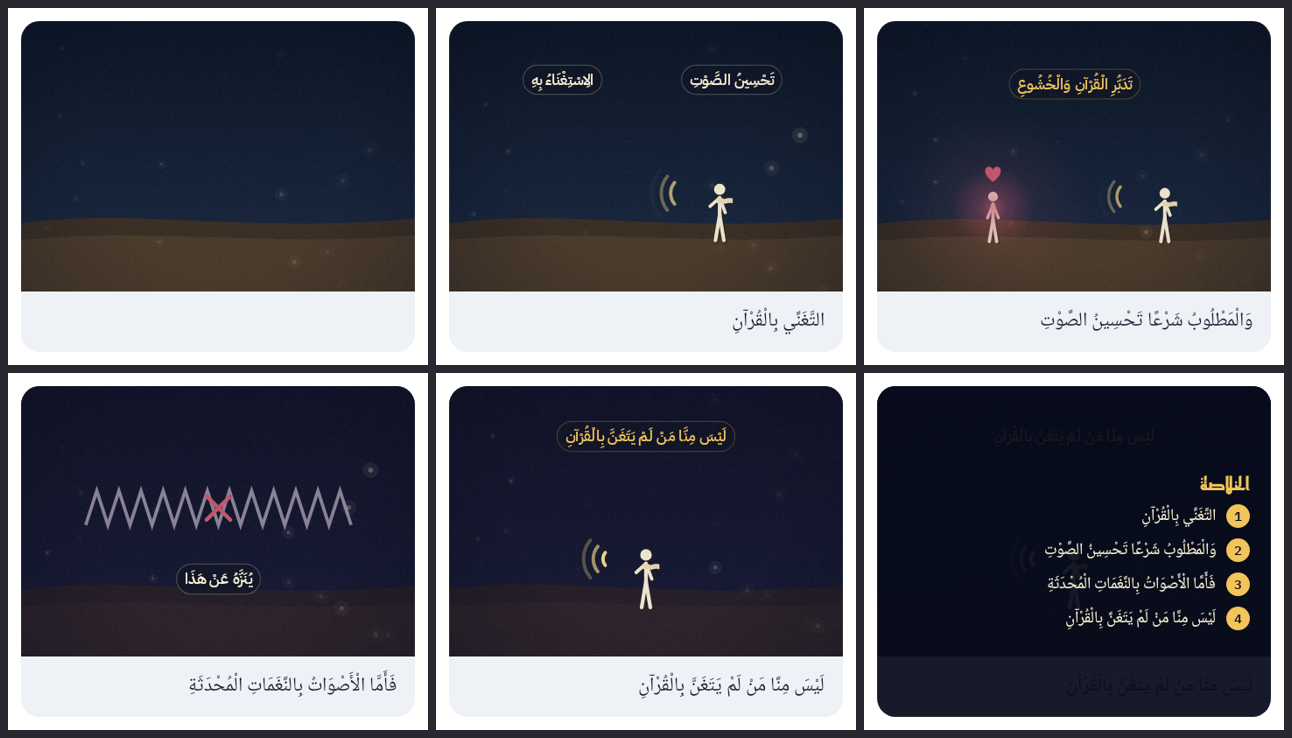 تَحْسِينُ الصَّوْتِ
الِاسْتِغْنَاءُ بِهِ
التَّغَنِّي بِالْقُرْآنِ
تَدَبُّرِ الْقُرْآنِ وَالْخُشُوعِ
وَالْمَطْلُوبُ شَرْعًا تَحْسِينُ الصَّوْتِ
يُنَزَّهُ عَنْ هَذَا
فَأَمَّا الْأَصْوَاتُ بِالنَّغَمَاتِ الْمُحْدَثَةِ
لَيْسَ مِنَّا مَنْ لَمْ يَتَغَنَّ بِالْقُرْآنِ
لَيْسَ مِنَّا مَنْ لَمْ يَتَغَنَّ بِالْقُرْآنِ
لَيْسَ مِنَّا مَنْ لَمْ يَتَغَنَّ بِالْقُرْآنِ
الخلاصة
1 التَّغَنِّي بِالْقُرْآنِ
2 وَالْمَطْلُوبُ شَرْعًا تَحْسِينُ الصَّوْتِ
3 فَأَمَّا الْأَصْوَاتُ بِالنَّغَمَاتِ الْمُحْدَثَةِ
4 لَيْسَ مِنَّا مَنْ لَمْ يَتَغَنَّ بِالْقُرْآنِ
لَيْسَ مِنَّا مَنْ لَمْ يَتَغَنَّ بِالْقُرْآنِ